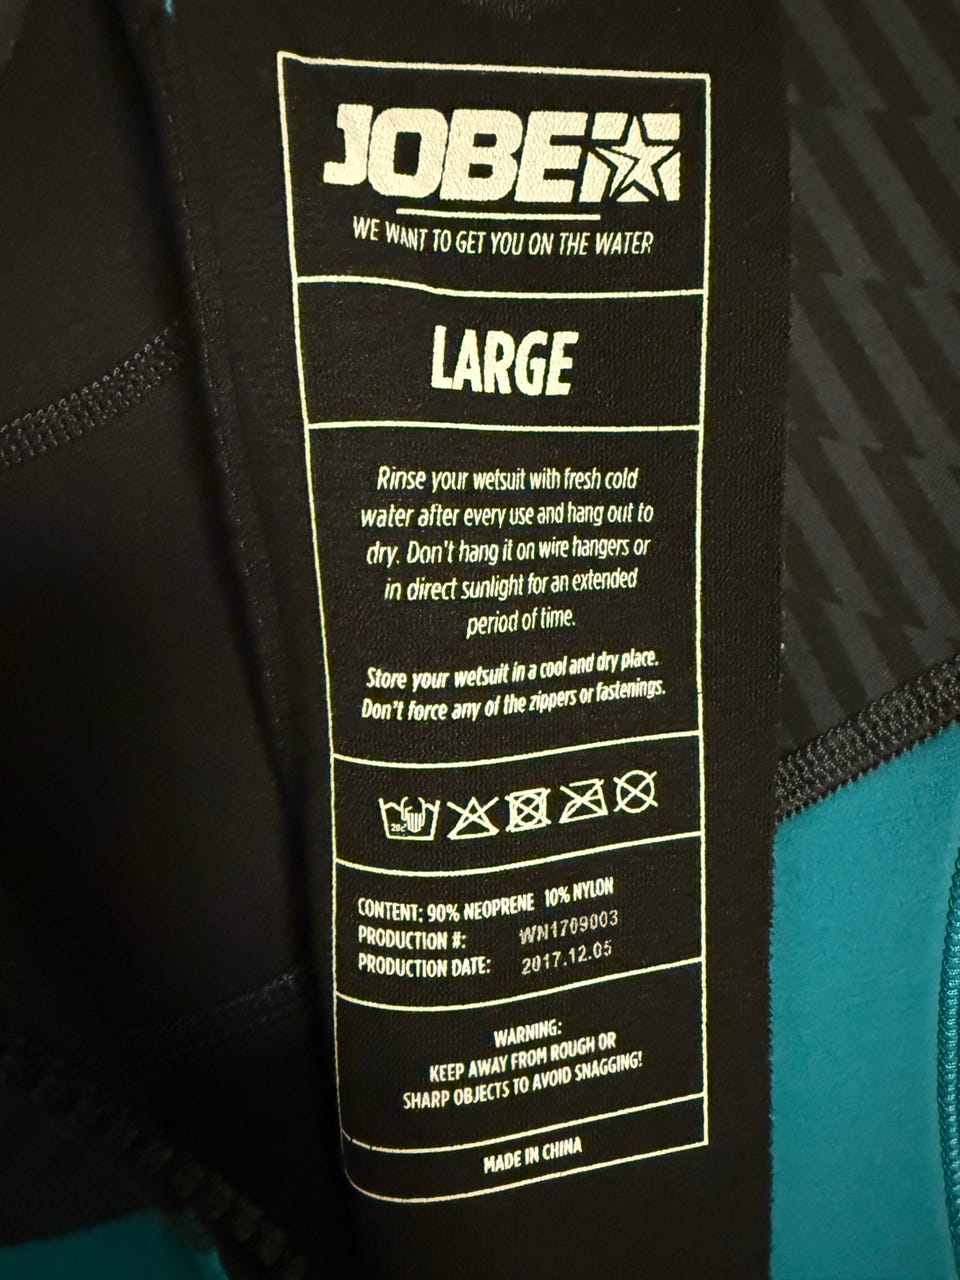 JOBE
WE WANT TO GET YOU ON THE WATER
LARGE
Rinse your wetsuit with fresh cold
water after every use and hang out to
dry. Don't hang it on wire hangers or
in direct sunlight for an extended
period of time.
Store your wetsuit in a cool and dry place.
Don't force any of the zippers or fastenings.
CONTENT: 90% NEOPRENE 10% NYLON
PRODUCTION #: WN1709003
PRODUCTION DATE: 2017.12.05
WARNING:
KEEP AWAY FROM ROUGH OR
SHARP OBJECTS TO AVOID SNAGGING!
MADE IN CHINA